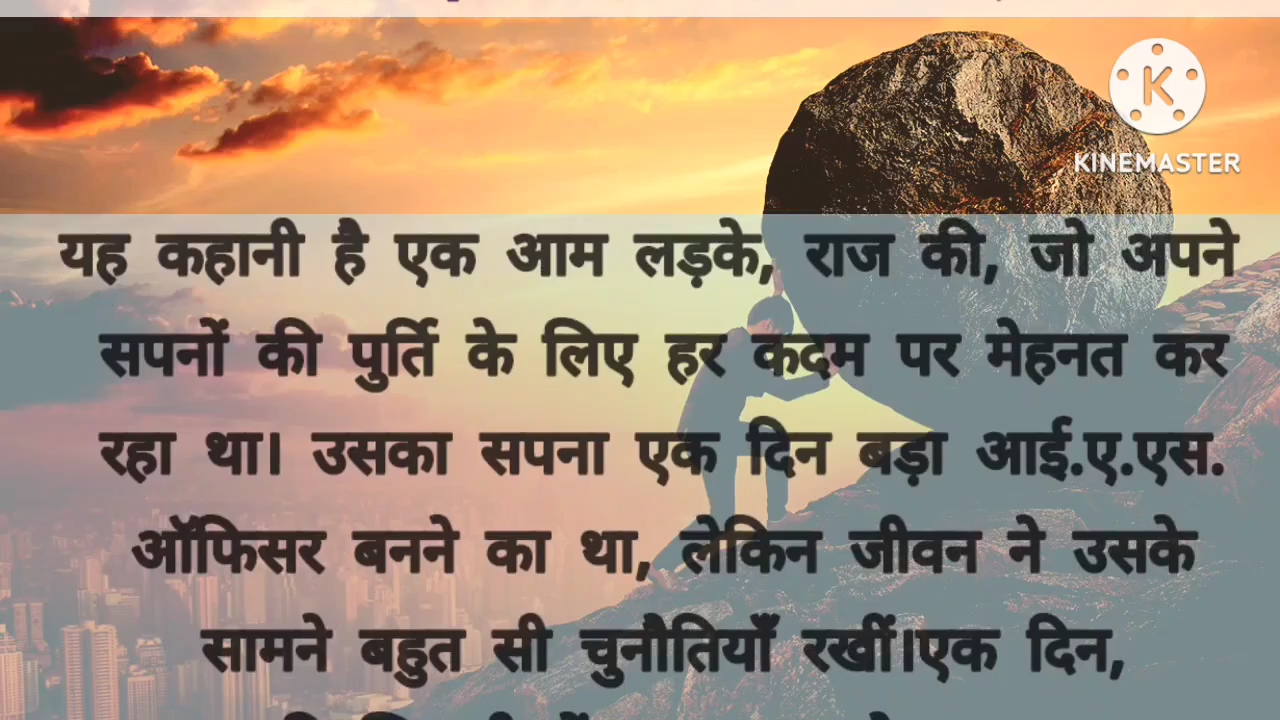 KINEMASTER
यह कहानी है एक आम लड़के, राज की, जो अपने
सपनों की पुर्ति के लिए हर कदम पर मेहनत कर
रहा था। उसका सपना एक दिन बड़ा आई.ए.एस.
ऑफिसर बनने का था, लेकिन जीवन ने उसके
सामने बहुत सी चुनौतियाँ रखीं।एक दिन,